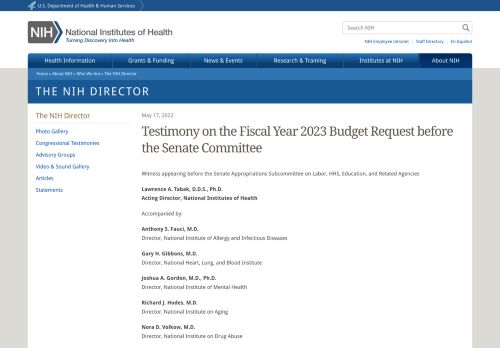 U.S. Department of Health & Human Services
NIH National Institutes of Health
Turning Discovery Into Health
Search NIH
NIH Employee Intranet | Staff Directory | En Español
Health Information
Grants & Funding
News & Events
Research & Training
Institutes at NIH
About NIH
Home » About NIH » Who We Are » The NIH Director
THE NIH DIRECTOR
The NIH Director
Photo Gallery
Congressional Testimonies
Advisory Groups
Video & Sound Gallery
Articles
Statements
May 17, 2022
Testimony on the Fiscal Year 2023 Budget Request before
the Senate Committee
Witness appearing before the Senate Appropriations Subcommittee on Labor, HHS, Education, and Related Agencies
Lawrence A. Tabak, D.D.S., Ph.D.
Acting Director, National Institutes of Health
Accompanied by:
Anthony S. Fauci, M.D.
Director, National Institute of Allergy and Infectious Diseases
Gary H. Gibbons, M.D.
Director, National Heart, Lung, and Blood Institute
Joshua A. Gordon, M.D., Ph.D.
Director, National Institute of Mental Health
Richard J. Hodes, M.D.
Director, National Institute on Aging
Nora D. Volkow, M.D.
Director, National Institute on Drug Abuse